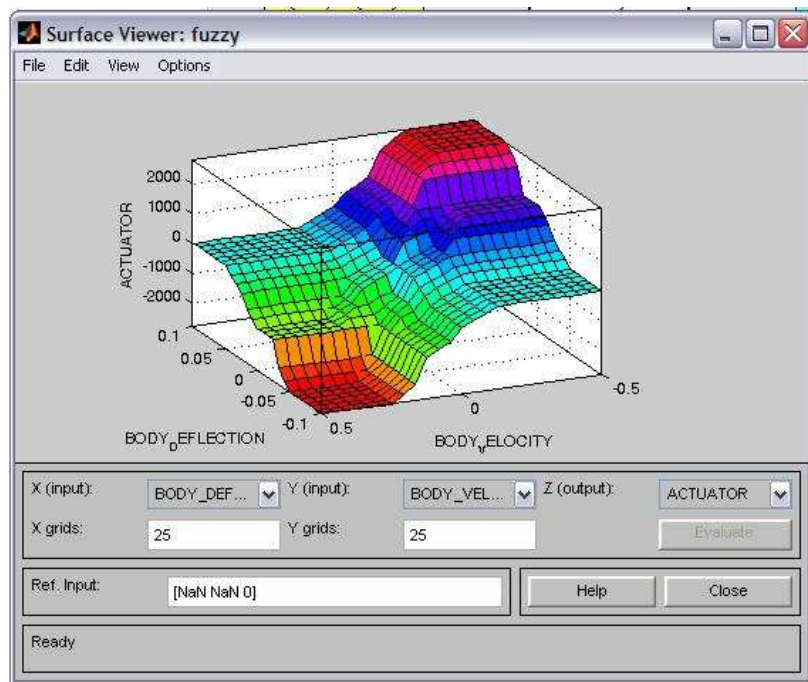 Surface Viewer: fuzzy
File Edit View Options
2000
1000
0
-1000
-2000
ACTUATOR
0.1
0.05
0
-0.05
-0.1
BODY_DEFLECTION
0.5
0
-0.5
BODY_VELOCITY
X (input): BODY_DEF... Y (input): BODY_VEL... Z (output): ACTUATOR
X grids: 25 Y grids: 25 Evaluate
Ref. Input: [NaN NaN 0] Help Close
Ready